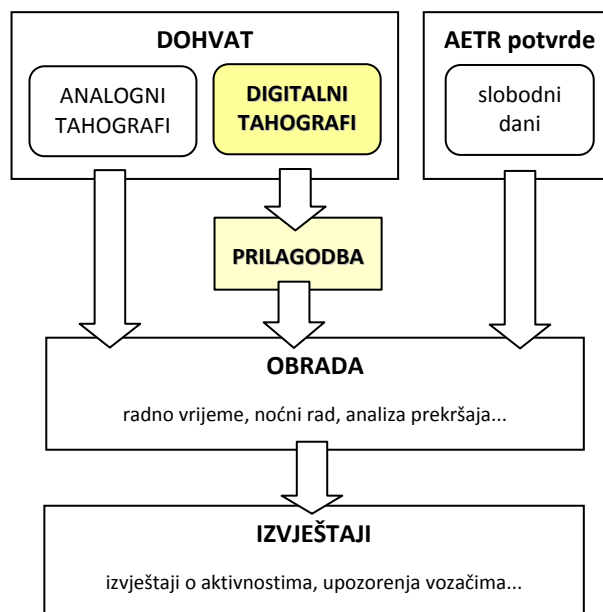 DOHVAT
ANALOGNI
TAHOGRAFI
DIGITALNI
TAHOGRAFI
AETR potvrde
slobodni
dani
PRILAGODBA
OBRADA
radno vrijeme, noćni rad, analiza prekršaja...
IZVJEŠTAJI
izvještaji o aktivnostima, upozorenja vozačima...